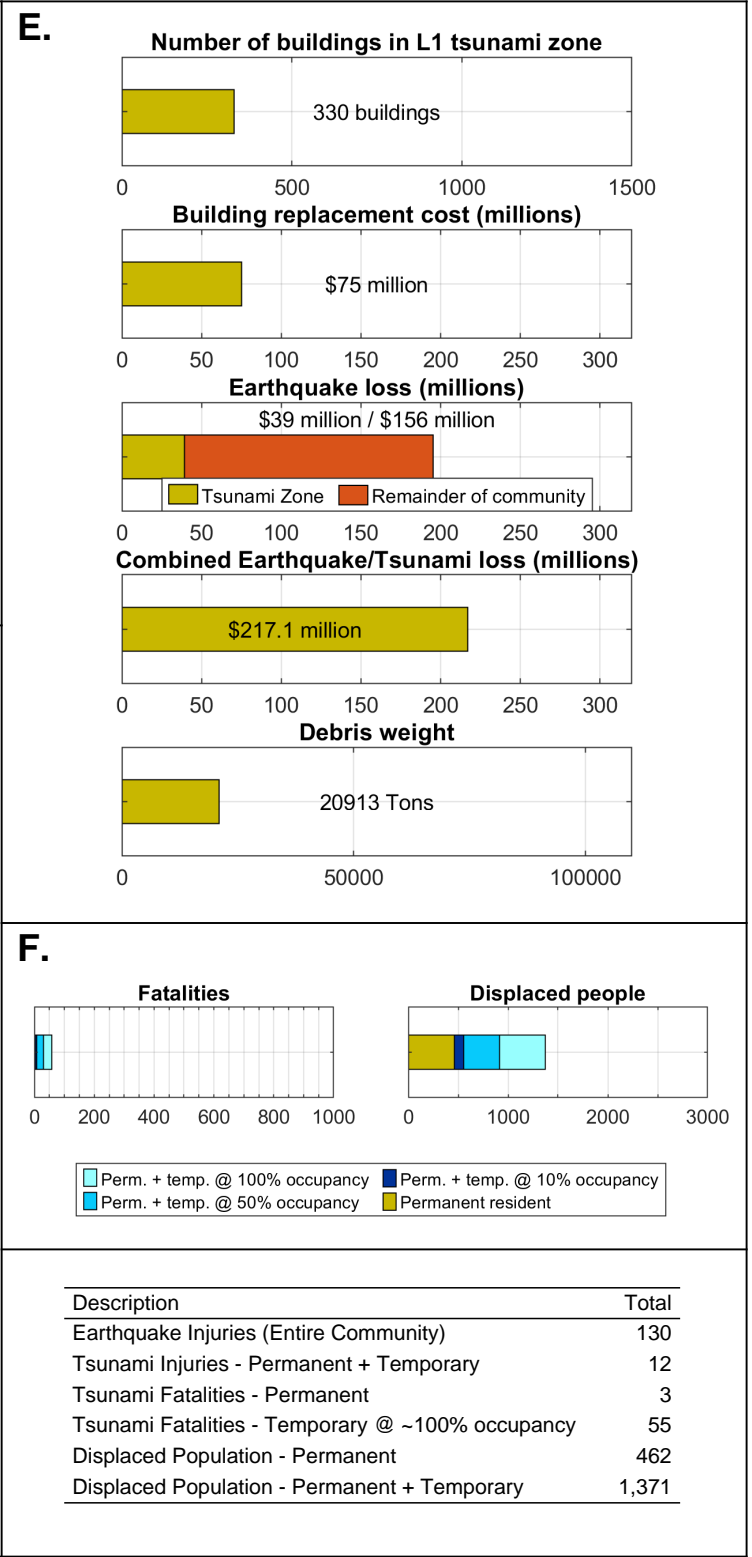 E.
Number of buildings in L1 tsunami zone
330 buildings
0 500 1000 1500
Building replacement cost (millions)
$75 million
0 50 100 150 200 250 300
Earthquake loss (millions)
$39 million / $156 million
Tsunami Zone Remainder of community
0 50 100 150 200 250 300
Combined Earthquake/Tsunami loss (millions)
$217.1 million
0 50 100 150 200 250 300
Debris weight
20913 Tons
0 50000 100000
F.
Fatalities
0 200 400 600 800 1000
Displaced people
0 1000 2000 3000
Perm. + temp. @ 100% occupancy Perm. + temp. @ 10% occupancy
Perm. + temp. @ 50% occupancy Permanent resident
Description Total
Earthquake Injuries (Entire Community) 130
Tsunami Injuries - Permanent + Temporary 12
Tsunami Fatalities - Permanent 3
Tsunami Fatalities - Temporary @ ~100% occupancy 55
Displaced Population - Permanent 462
Displaced Population - Permanent + Temporary 1,371